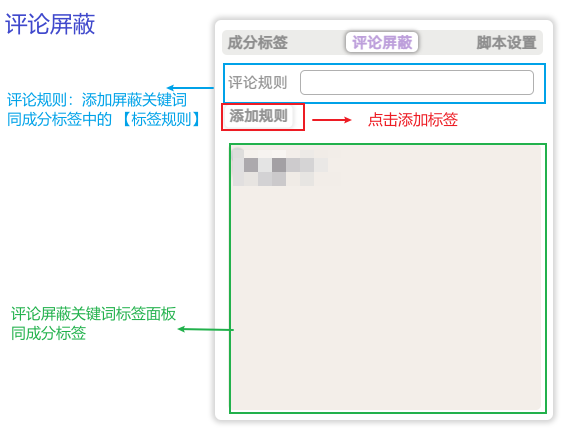 评论屏蔽
成分标签 评论屏蔽 脚本设置
评论规则
评论规则：添加屏蔽关键词
同成分标签中的 【标签规则】
添加规则
点击添加标签
评论屏蔽关键词标签面板
同成分标签